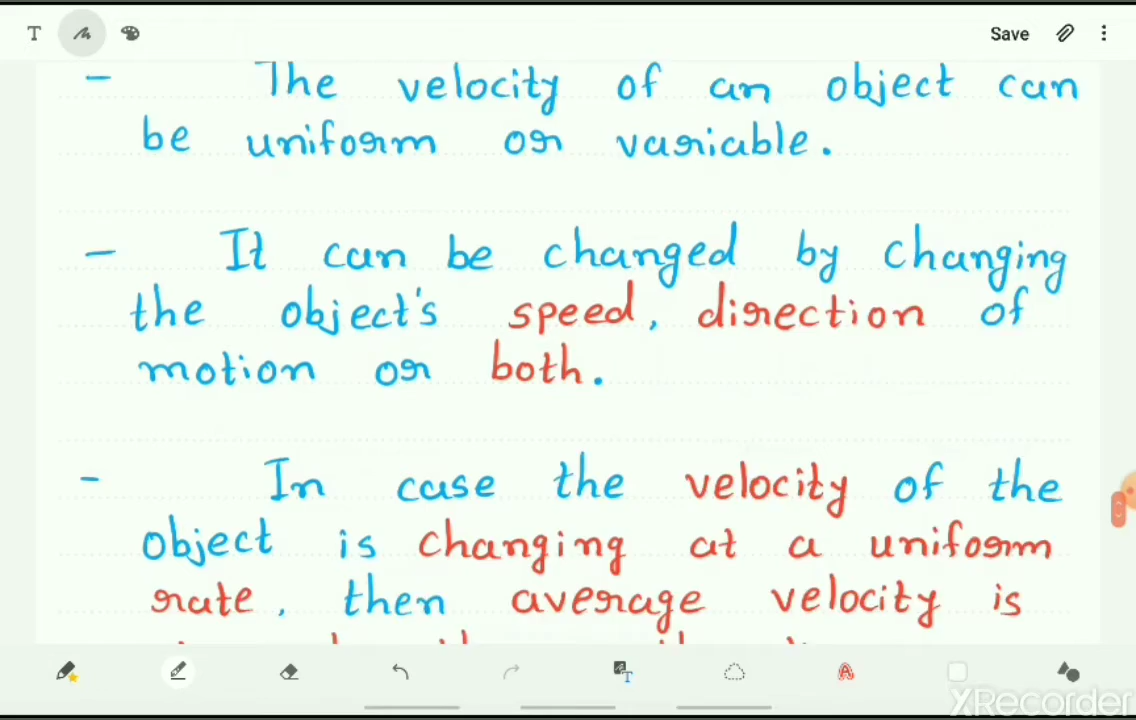 T
Save
- The velocity of an object can
be uniform or variable.
- It can be changed by changing
the object's speed, direction of
motion or both.
- In case the velocity of the
object is changing at a uniform
rate, then average velocity is
T
A
XRecorder